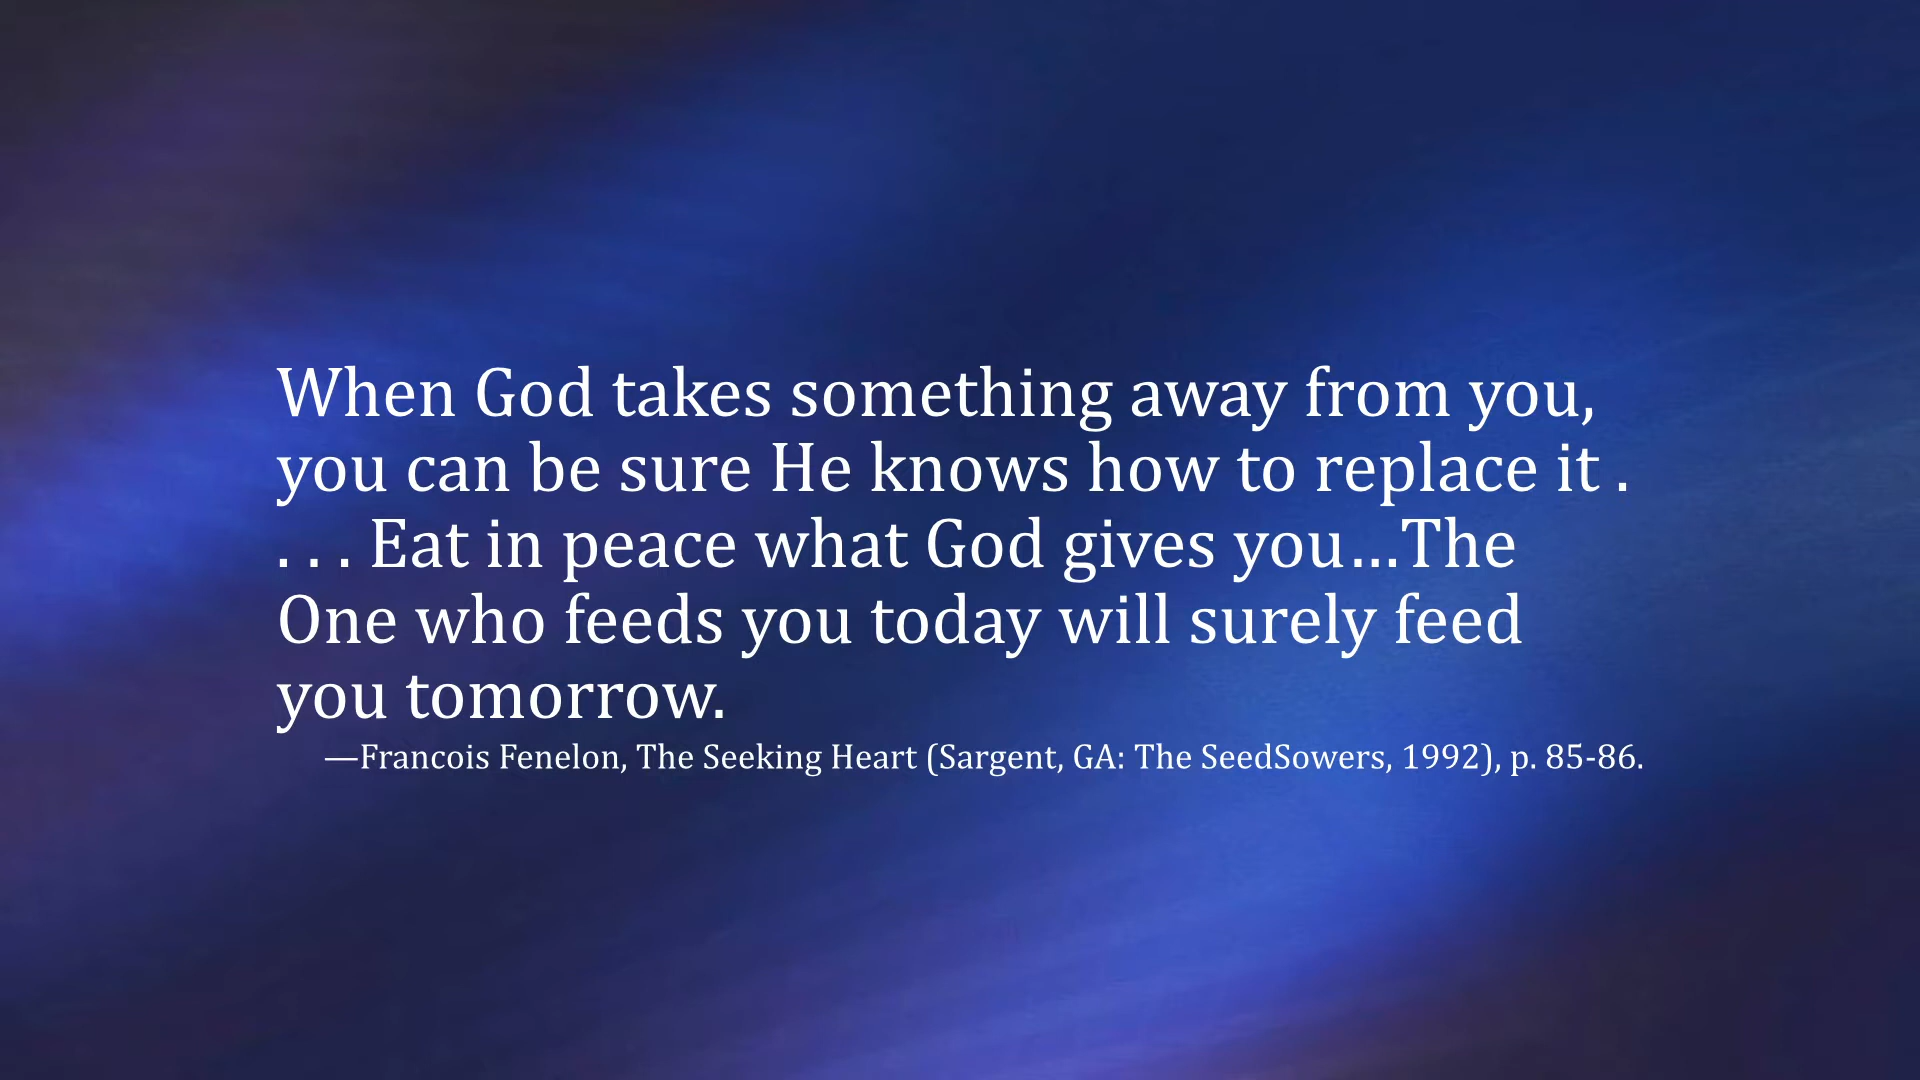 When God takes something away from you,
you can be sure He knows how to replace it .
. . . Eat in peace what God gives you…The
One who feeds you today will surely feed
you tomorrow.
—Francois Fenelon, The Seeking Heart (Sargent, GA: The SeedSowers, 1992), p. 85-86.